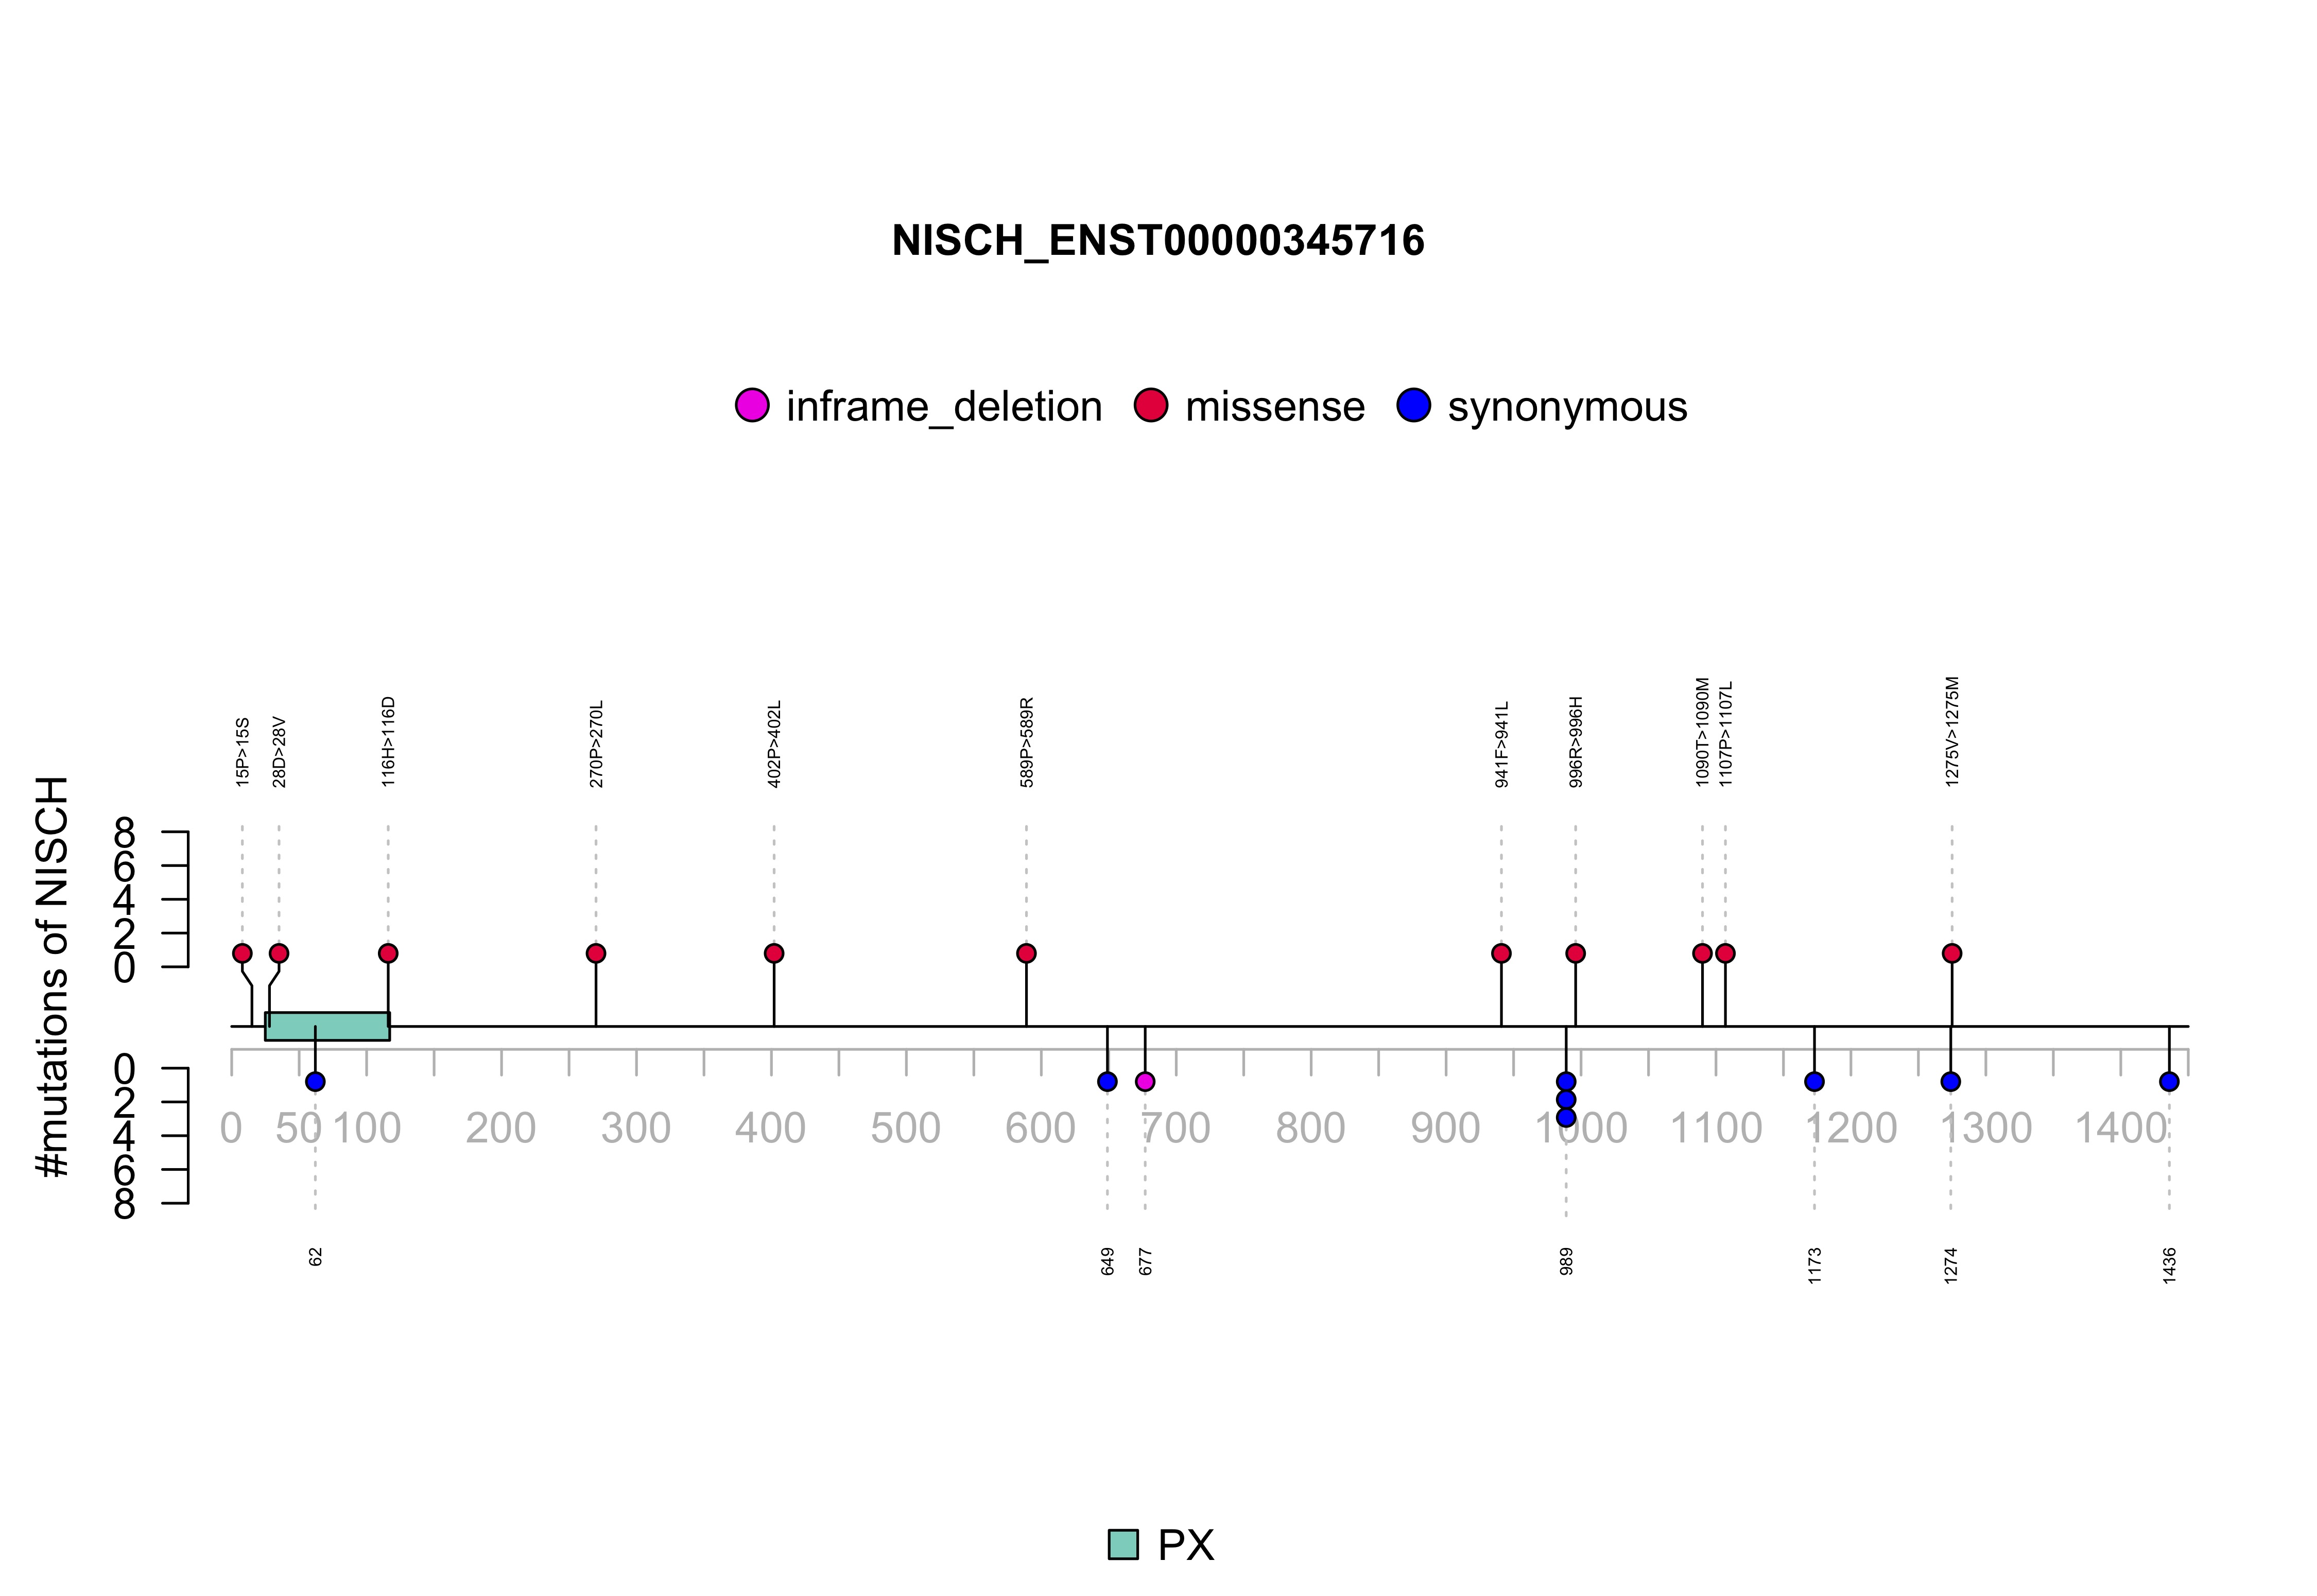 NISCH_ENST00000345716
inframe_deletion missense synonymous
15P>15S 28D>28V 116H>116D 270P>270L 402P>402L 589P>589R 941F>941L 996R>996H 1090T>1090M 1107P>1107L 1275V>1275M
#mutations of NISCH
8
6
4
2
0
0
2
4
6
8
0 50 100 200 300 400 500 600 700 800 900 1000 1100 1200 1300 1400
62 649 677 989 1173 1274 1436
PX